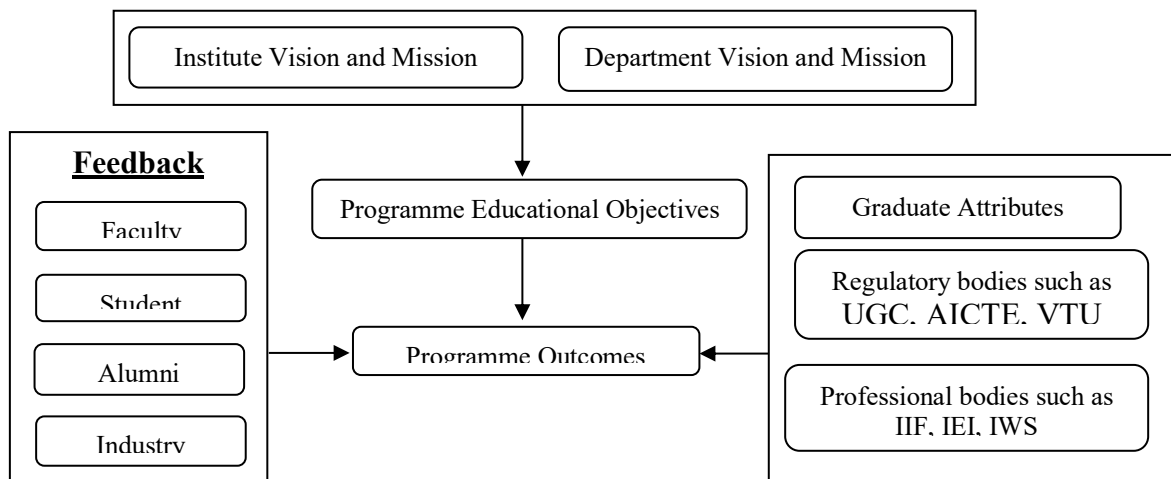 Institute Vision and Mission
Department Vision and Mission
Feedback
Faculty
Student
Alumni
Industry
Programme Educational Objectives
Programme Outcomes
Graduate Attributes
Regulatory bodies such as
UGC, AICTE, VTU
Professional bodies such as
IIF, IEI, IWS